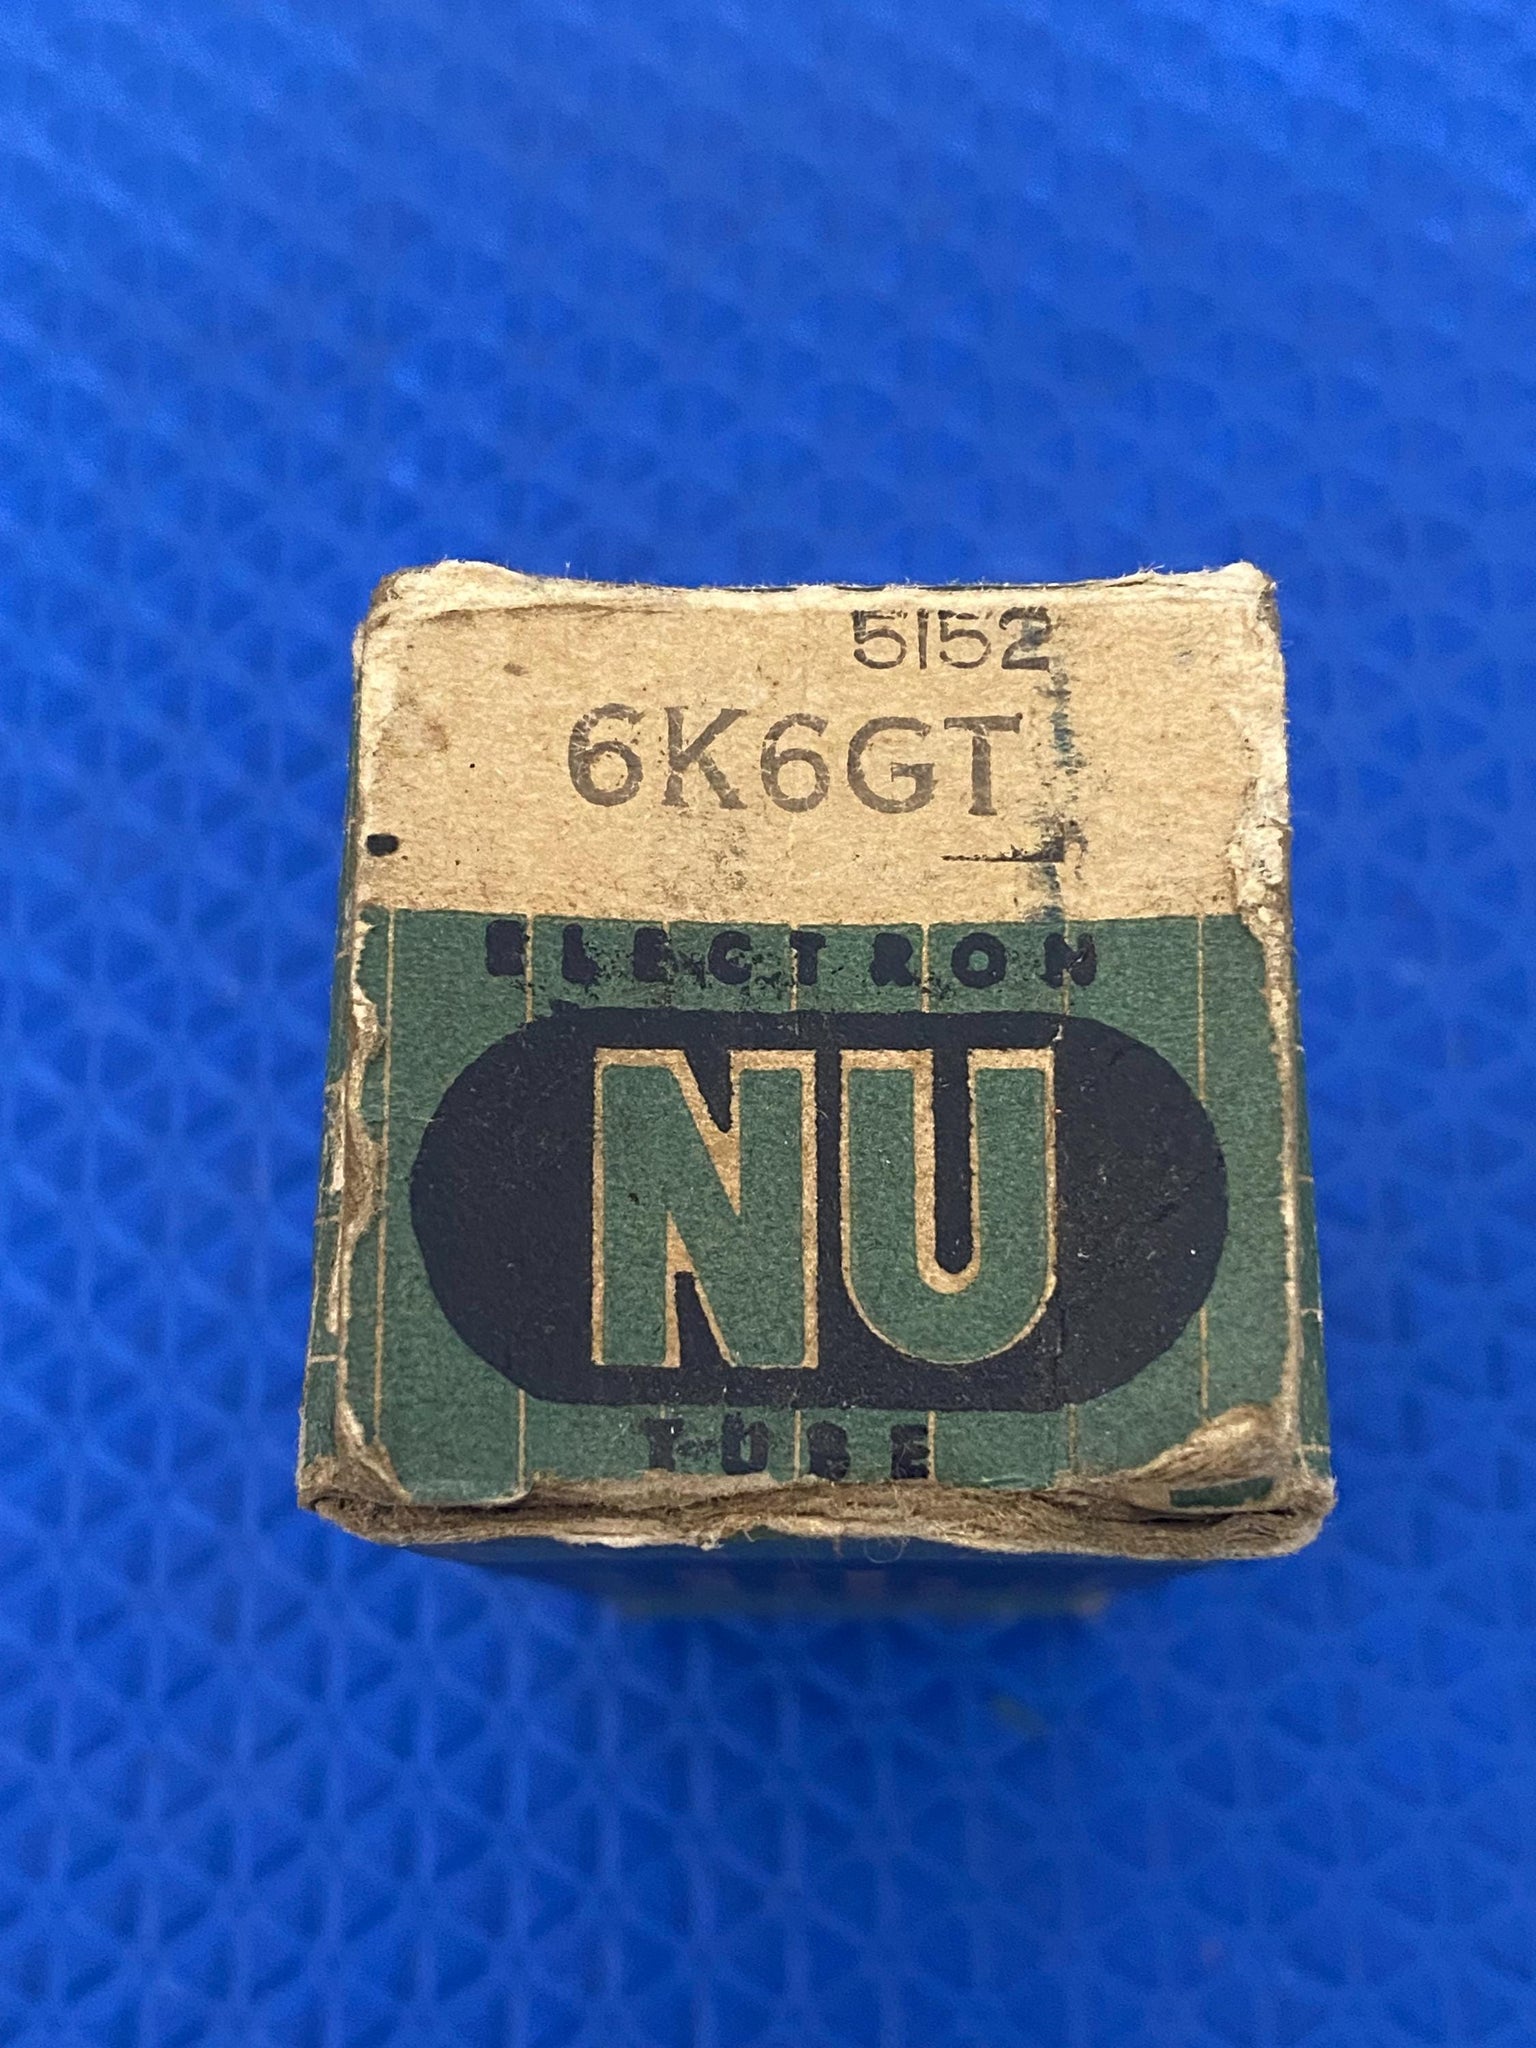 5152
6K6GT
ELECTRON
NU
TUBE